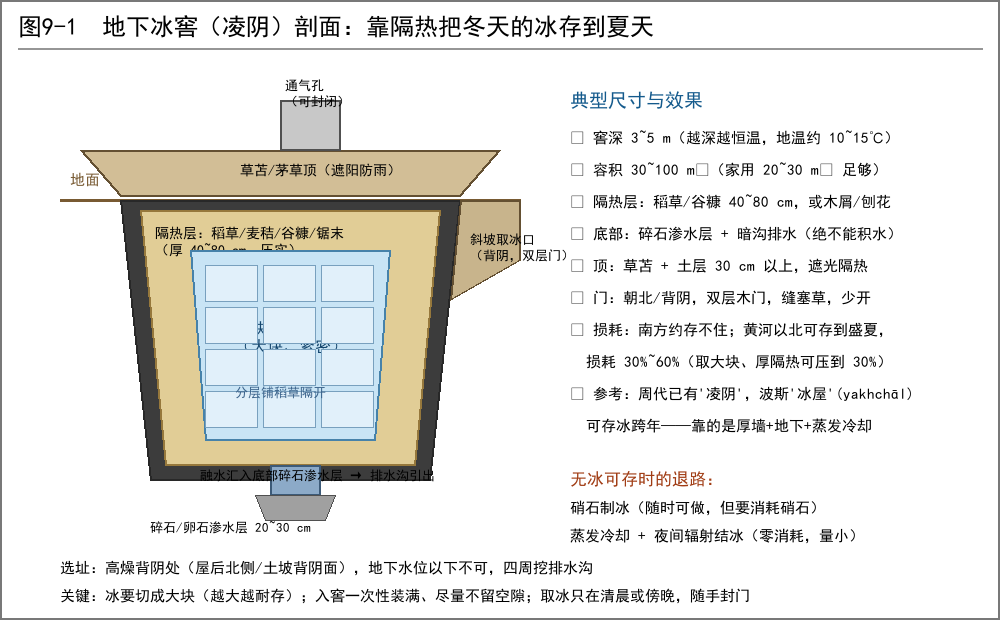 图9-1  地下冰窖（凌阴）剖面：靠隔热把冬天的冰存到夏天
通气孔
（可封闭）
草苫/茅草顶（遮阳防雨）
地面
隔热层：稻草/麦秸/谷糠/锯末
（厚 40~80 cm，压实）
斜坡取冰口
（背阴，双层门）
分层铺稻草隔开
融水汇入底部碎石渗水层 → 排水沟引出
碎石/卵石渗水层 20~30 cm
典型尺寸与效果
□ 窖深 3~5 m（越深越恒温，地温约 10~15℃）
□ 容积 30~100 m□（家用 20~30 m□ 足够）
□ 隔热层：稻草/谷糠 40~80 cm，或木屑/刨花
□ 底部：碎石渗水层 + 暗沟排水（绝不能积水）
□ 顶：草苫 + 土层 30 cm 以上，遮光隔热
□ 门：朝北/背阴，双层木门，缝塞草，少开
□ 损耗：南方约存不住；黄河以北可存到盛夏，
损耗 30%~60%（取大块、厚隔热可压到 30%）
□ 参考：周代已有'凌阴'，波斯'冰屋'(yakhchāl)
可存冰跨年——靠的是厚墙+地下+蒸发冷却
无冰可存时的退路：
硝石制冰（随时可做，但要消耗硝石）
蒸发冷却 + 夜间辐射结冰（零消耗，量小）
选址：高燥背阴处（屋后北侧/土坡背阴面），地下水位以下不可，四周挖排水沟
关键：冰要切成大块（越大越耐存）；入窖一次性装满、尽量不留空隙；取冰只在清晨或傍晚，随手封门